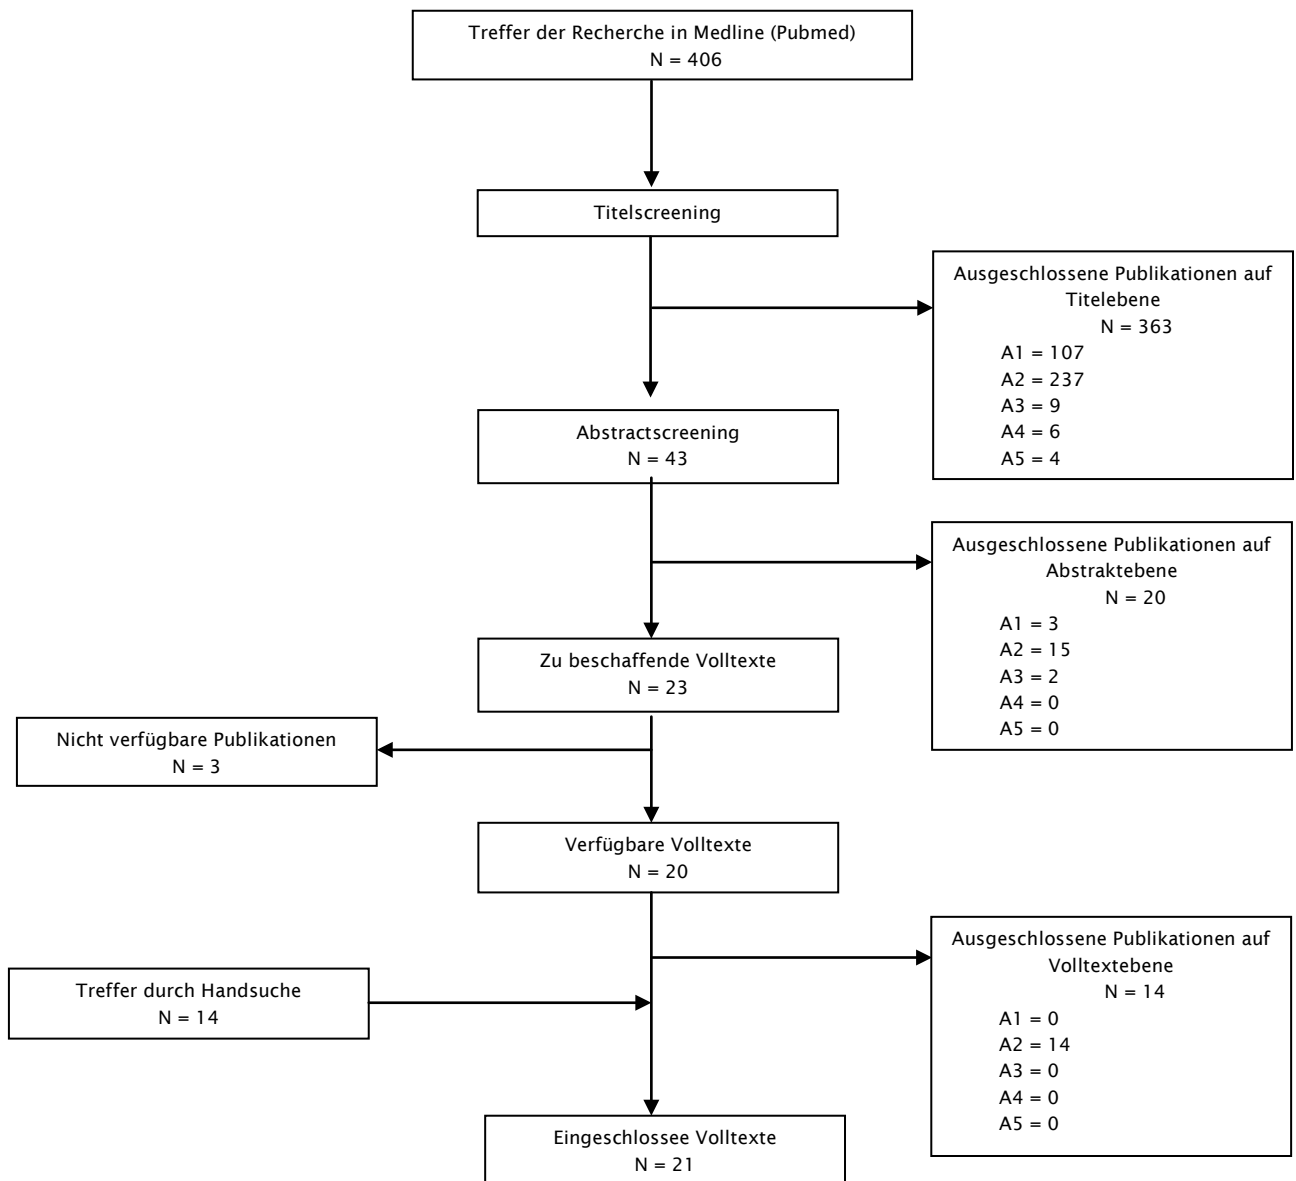 Treffer der Recherche in Medline (Pubmed)
N = 406
Titelscreening
Ausgeschlossene Publikationen auf
Titelebene
N = 363
A1 = 107
A2 = 237
A3 = 9
A4 = 6
A5 = 4
Abstractscreening
N = 43
Ausgeschlossene Publikationen auf
Abstraktebene
N = 20
A1 = 3
A2 = 15
A3 = 2
A4 = 0
A5 = 0
Zu beschaffende Volltexte
N = 23
Nicht verfügbare Publikationen
N = 3
Verfügbare Volltexte
N = 20
Ausgeschlossene Publikationen auf
Volltextebene
N = 14
A1 = 0
A2 = 14
A3 = 0
A4 = 0
A5 = 0
Treffer durch Handsuche
N = 14
Eingeschlossee Volltexte
N = 21